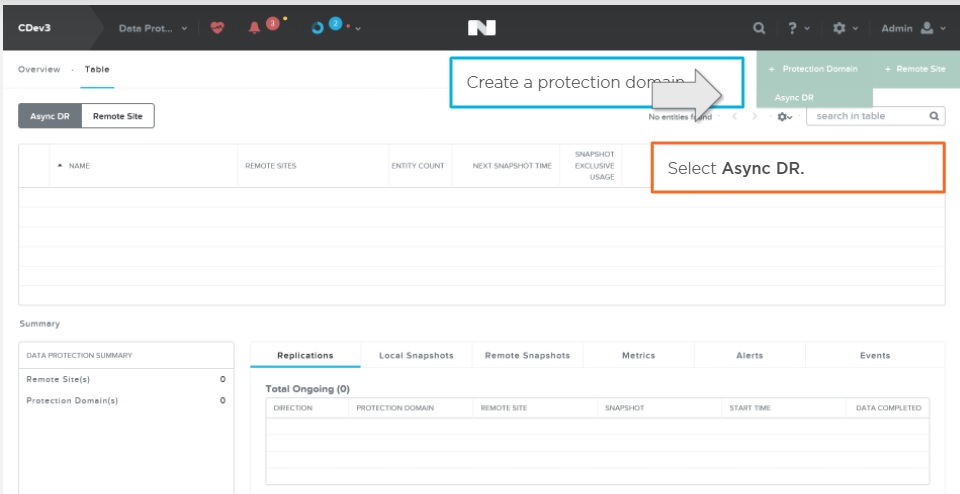 CDev3 Data Prot... 3 2 ? Admin
Overview · Table
Create a protection domain
+ Protection Domain + Remote Site
Async DR
Async DR Remote Site
No entities found search in table
NAME REMOTE SITES ENTITY COUNT NEXT SNAPSHOT TIME SNAPSHOT EXCLUSIVE USAGE
Select Async DR.
Summary
DATA PROTECTION SUMMARY
Remote Site(s) 0
Protection Domain(s) 0
Replications Local Snapshots Remote Snapshots Metrics Alerts Events
Total Ongoing (0)
DIRECTION PROTECTION DOMAIN REMOTE SITE SNAPSHOT START TIME DATA COMPLETED